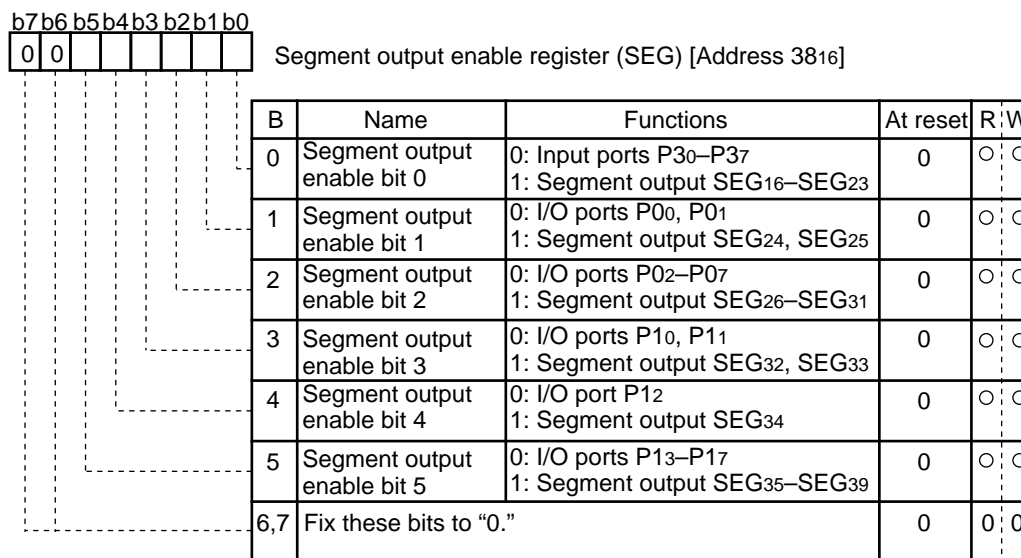 b7 b6 b5 b4 b3 b2 b1 b0
0 0
Segment output enable register (SEG) [Address 3816]
B Name Functions At reset R W
0 Segment output enable bit 0 0: Input ports P30–P37 0
1: Segment output SEG16–SEG23
1 Segment output enable bit 1 0: I/O ports P00, P01 0
1: Segment output SEG24, SEG25
2 Segment output enable bit 2 0: I/O ports P02–P07 0
1: Segment output SEG26–SEG31
3 Segment output enable bit 3 0: I/O ports P10, P11 0
1: Segment output SEG32, SEG33
4 Segment output enable bit 4 0: I/O port P12 0
1: Segment output SEG34
5 Segment output enable bit 5 0: I/O ports P13–P17 0
1: Segment output SEG35–SEG39
6,7 Fix these bits to “0.” 0 0 0